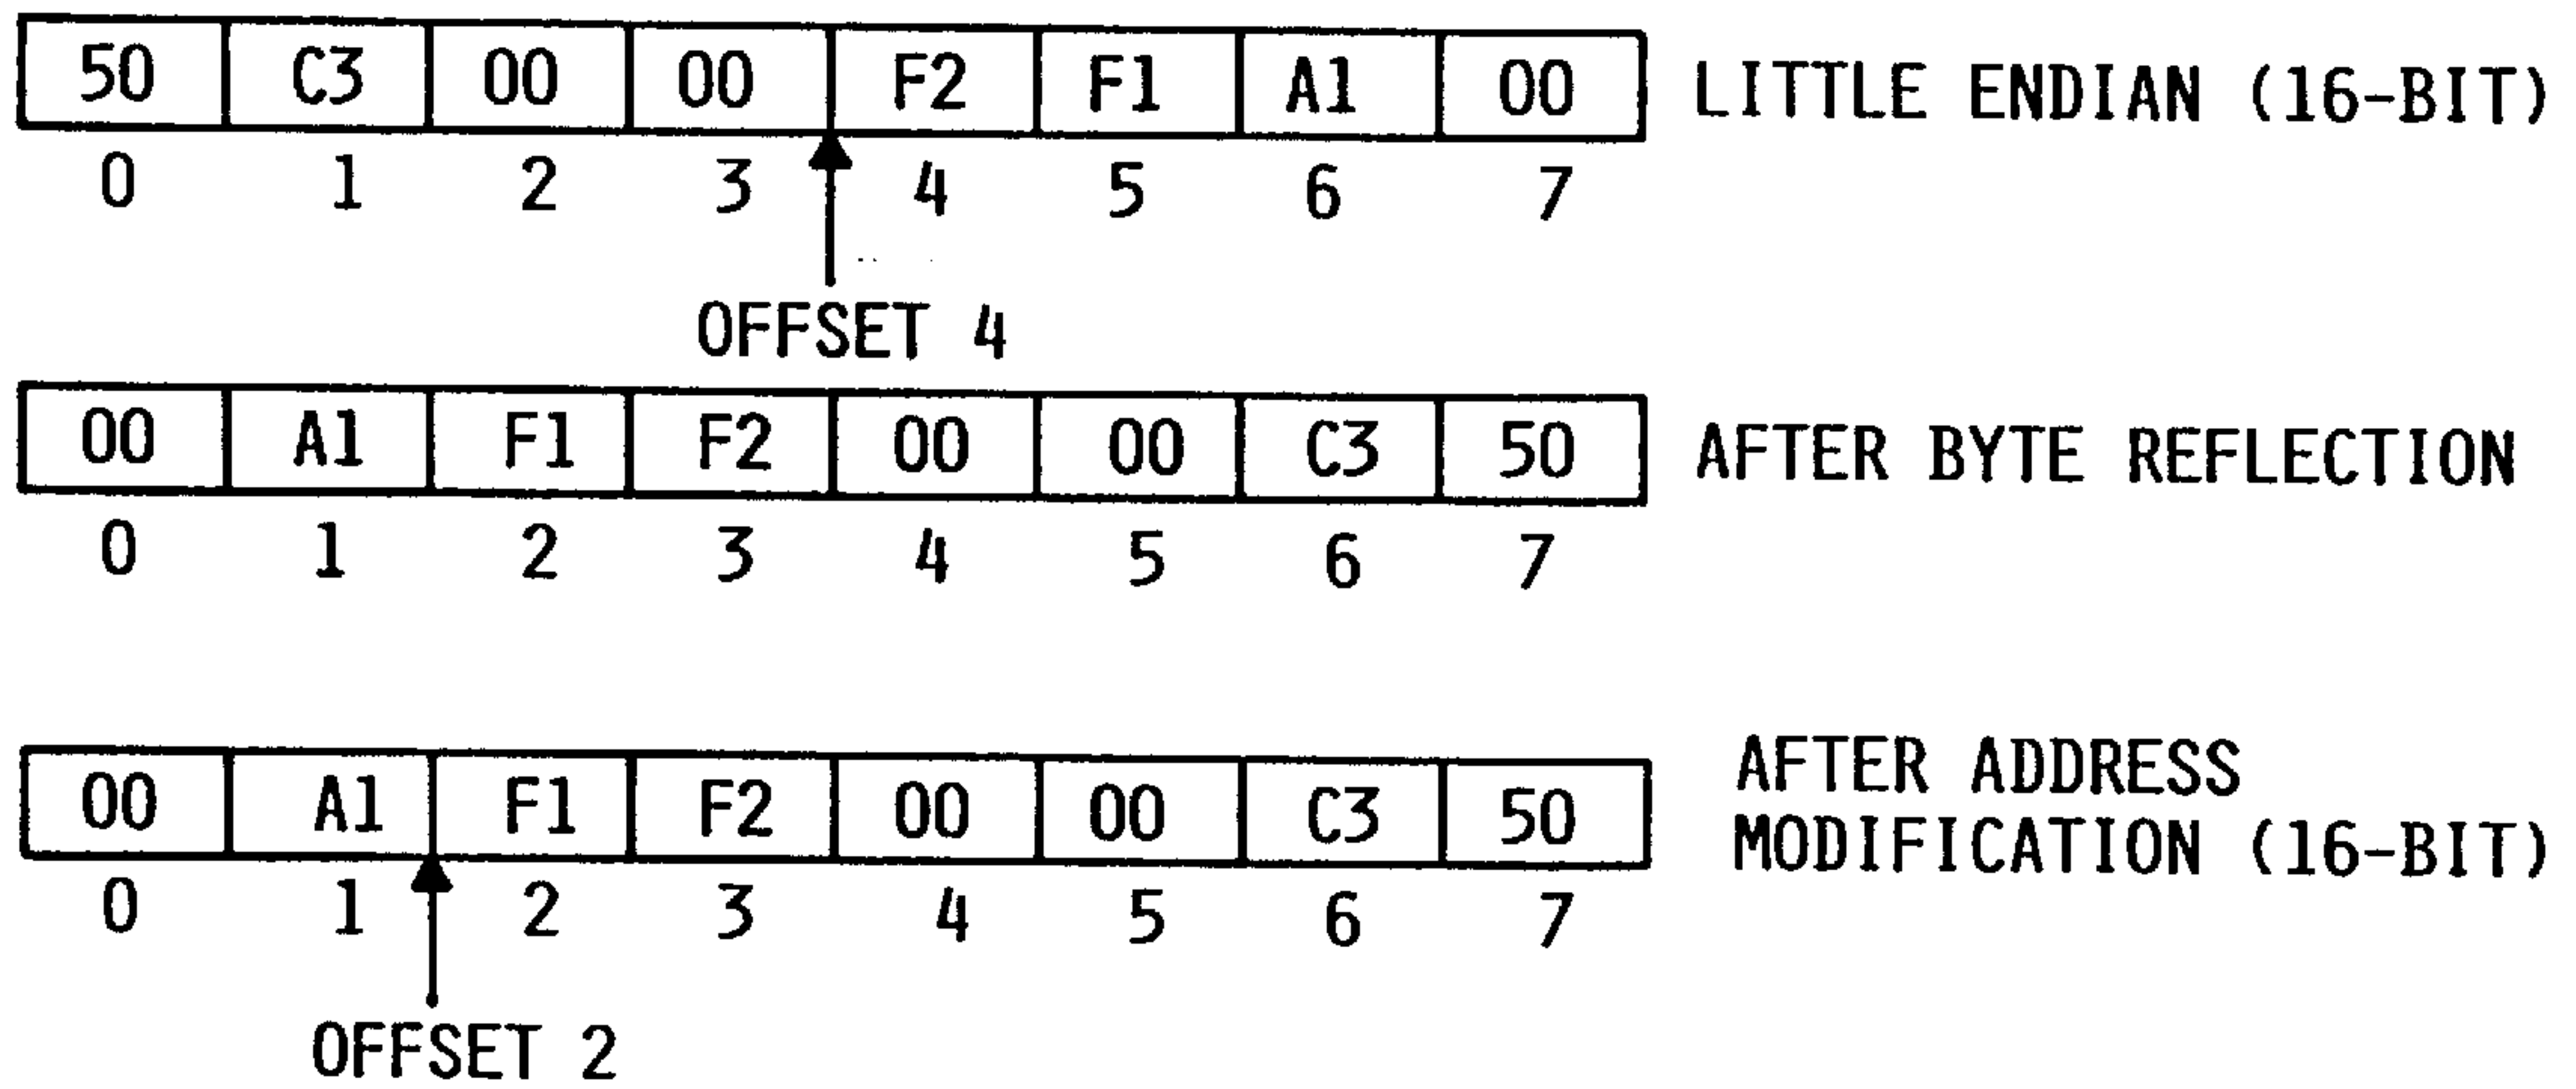 50 C3 00 00 F2 F1 A1 00 LITTLE ENDIAN (16-BIT)
0 1 2 3 4 5 6 7
OFFSET 4
00 A1 F1 F2 00 00 C3 50 AFTER BYTE REFLECTION
0 1 2 3 4 5 6 7
AFTER ADDRESS
00 A1 F1 F2 00 00 C3 50 MODIFICATION (16-BIT)
0 1 2 3 4 5 6 7
OFFSET 2